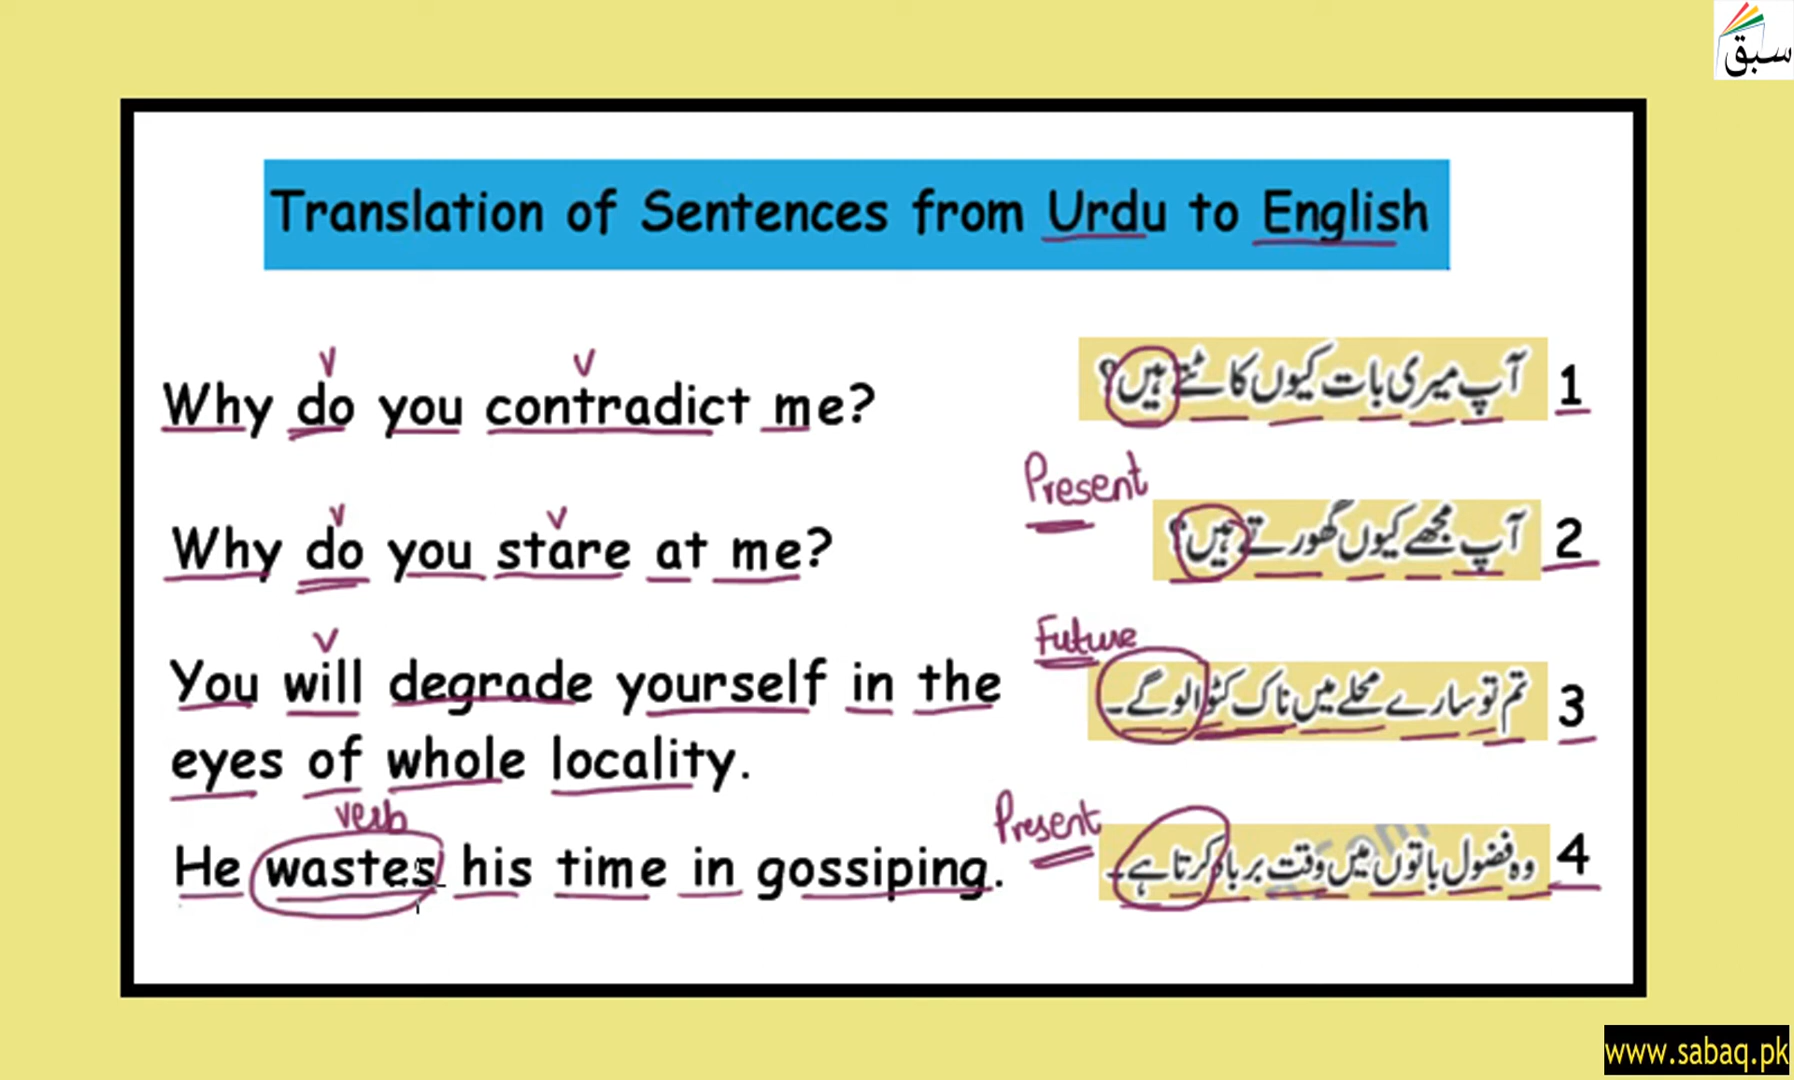 سبق
Translation of Sentences from Urdu to English
v v
Why do you contradict me?
آپ میری بات کیوں کاٹتے ہیں؟ 1
Present
v v
Why do you stare at me?
آپ مجھے کیوں گھورتے ہیں؟ 2
Future
v
You will degrade yourself in the
eyes of whole locality.
تم تو سارے محلے میں ناک کٹوا لو گے۔ 3
Present
verb
He wastes his time in gossiping.
وہ فضول باتوں میں وقت برباد کرتا ہے۔ 4
www.sabaq.pk